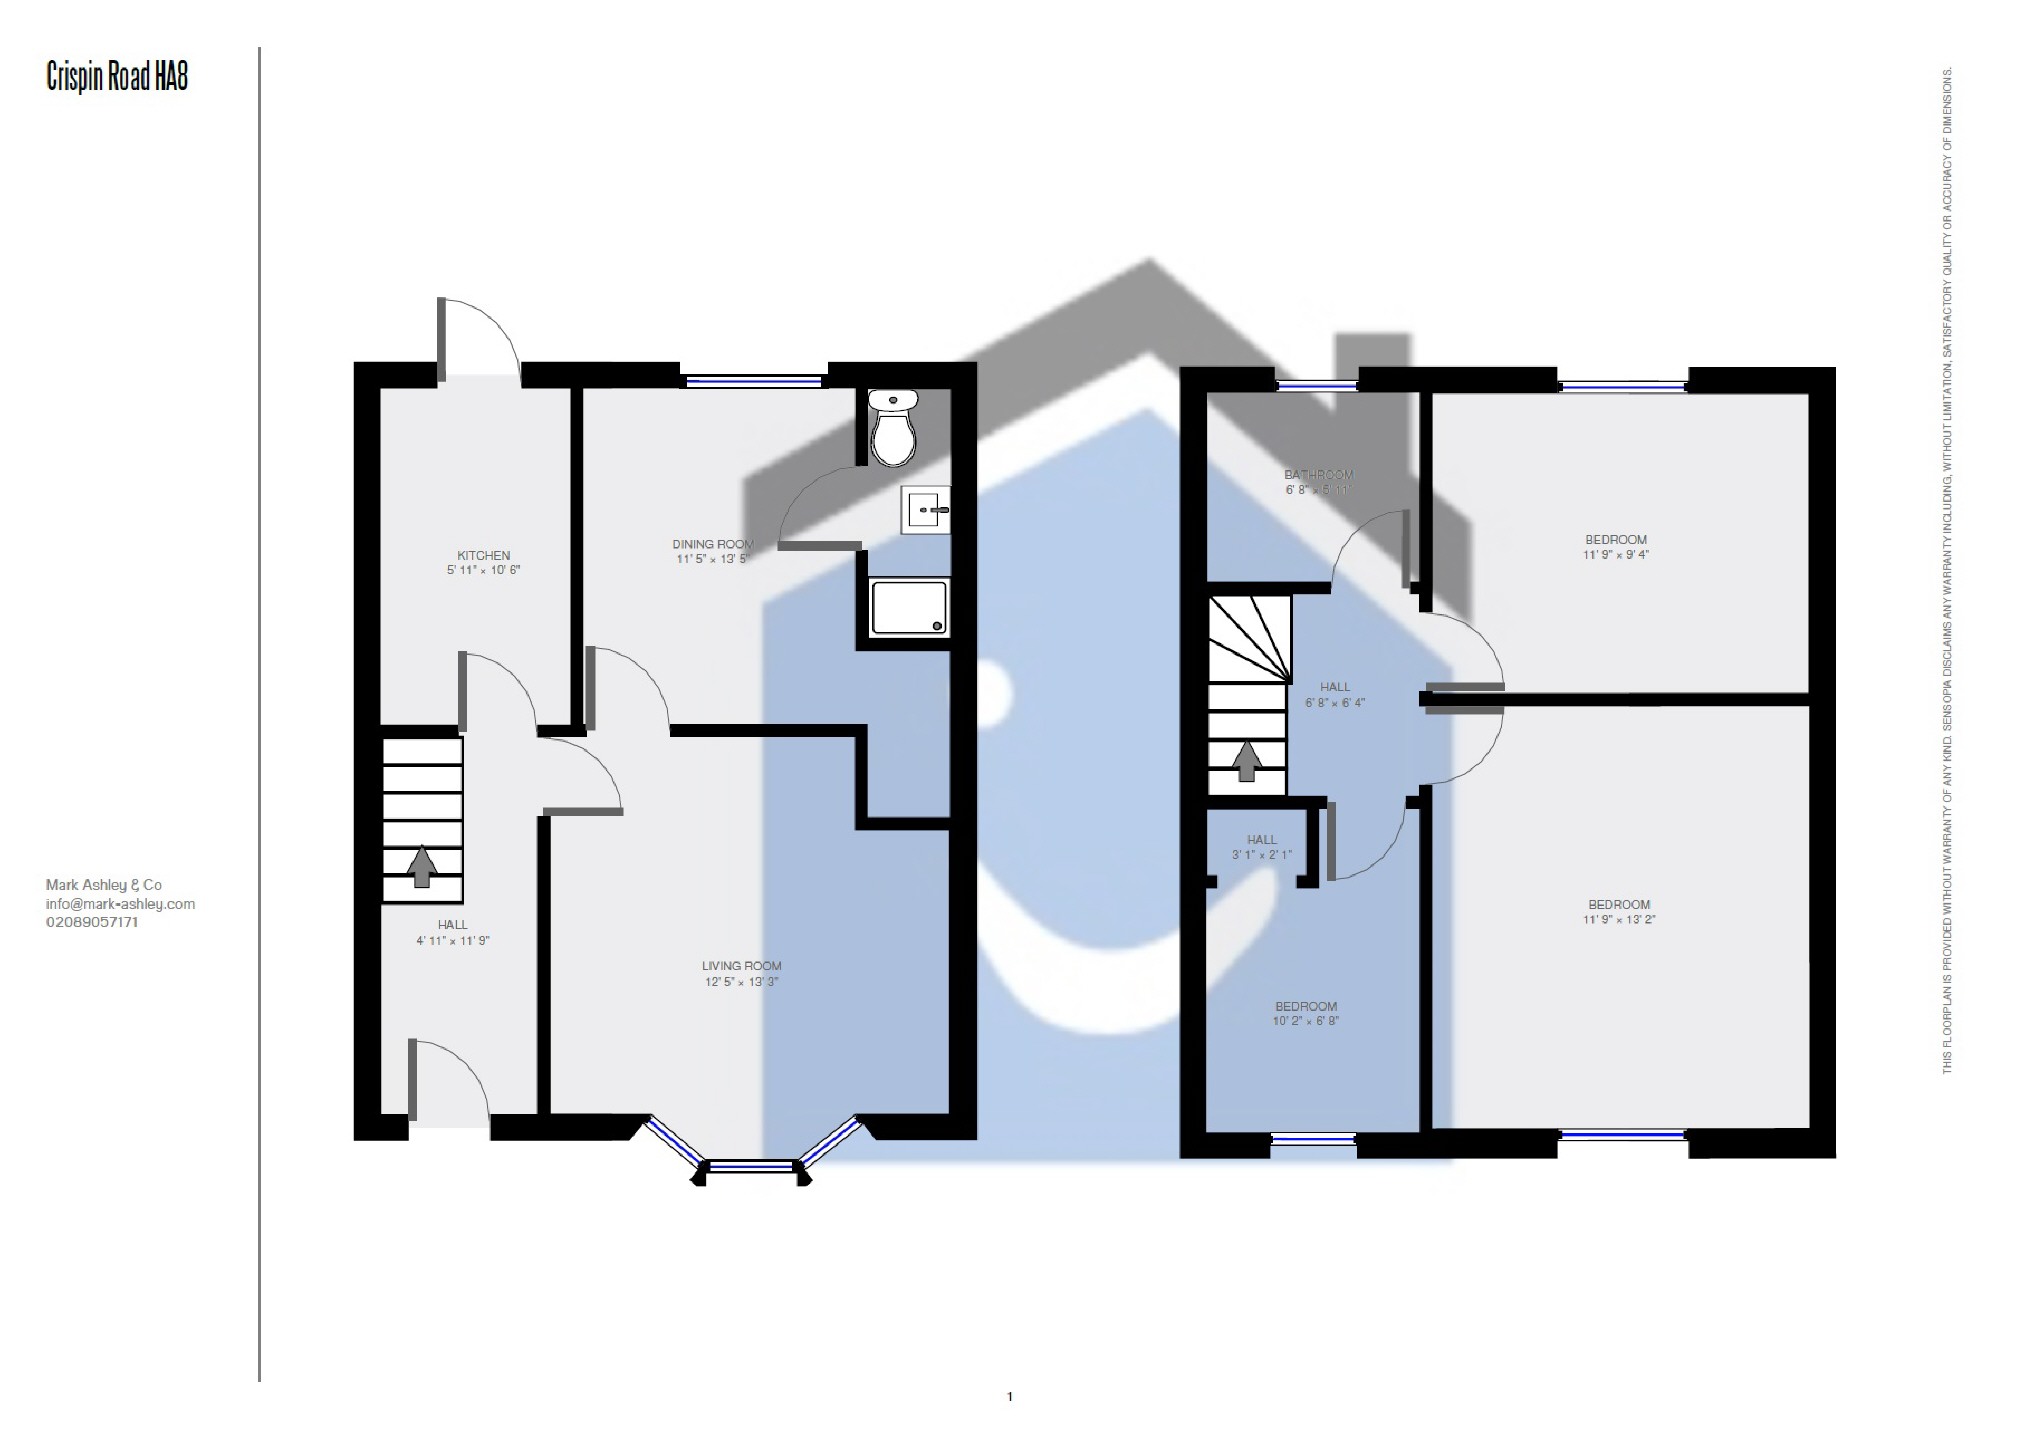 Crispin Road HA8
Mark Ashley & Co
info@mark-ashley.com
02089057171
KITCHEN
5' 11" × 10' 6"
DINING ROOM
11' 5" × 13' 5"
HALL
4' 11" × 11' 9"
LIVING ROOM
12' 5" × 13' 3"
BATHROOM
6' 8" × 5' 11"
BEDROOM
11' 9" × 9' 4"
HALL
6' 8" × 6' 4"
HALL
3' 1" × 2' 1"
BEDROOM
11' 9" × 13' 2"
BEDROOM
10' 2" × 6' 8"
THIS FLOORPLAN IS PROVIDED WITHOUT WARRANTY OF ANY KIND. SENSOPIA DISCLAIMS ANY WARRANTY INCLUDING, WITHOUT LIMITATION, SATISFACTORY QUALITY OR ACCURACY OF DIMENSIONS.
1